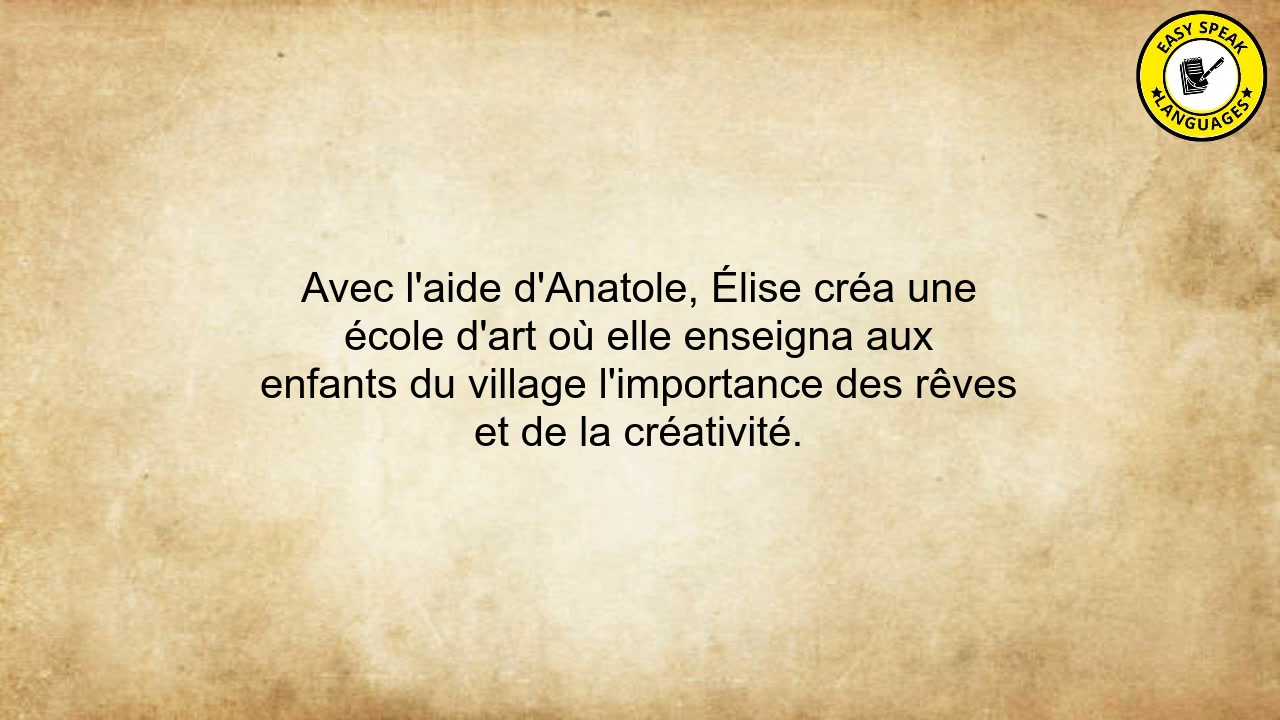 EASY SPEAK
LANGUAGES
Avec l'aide d'Anatole, Élise créa une
école d'art où elle enseigna aux
enfants du village l'importance des rêves
et de la créativité.